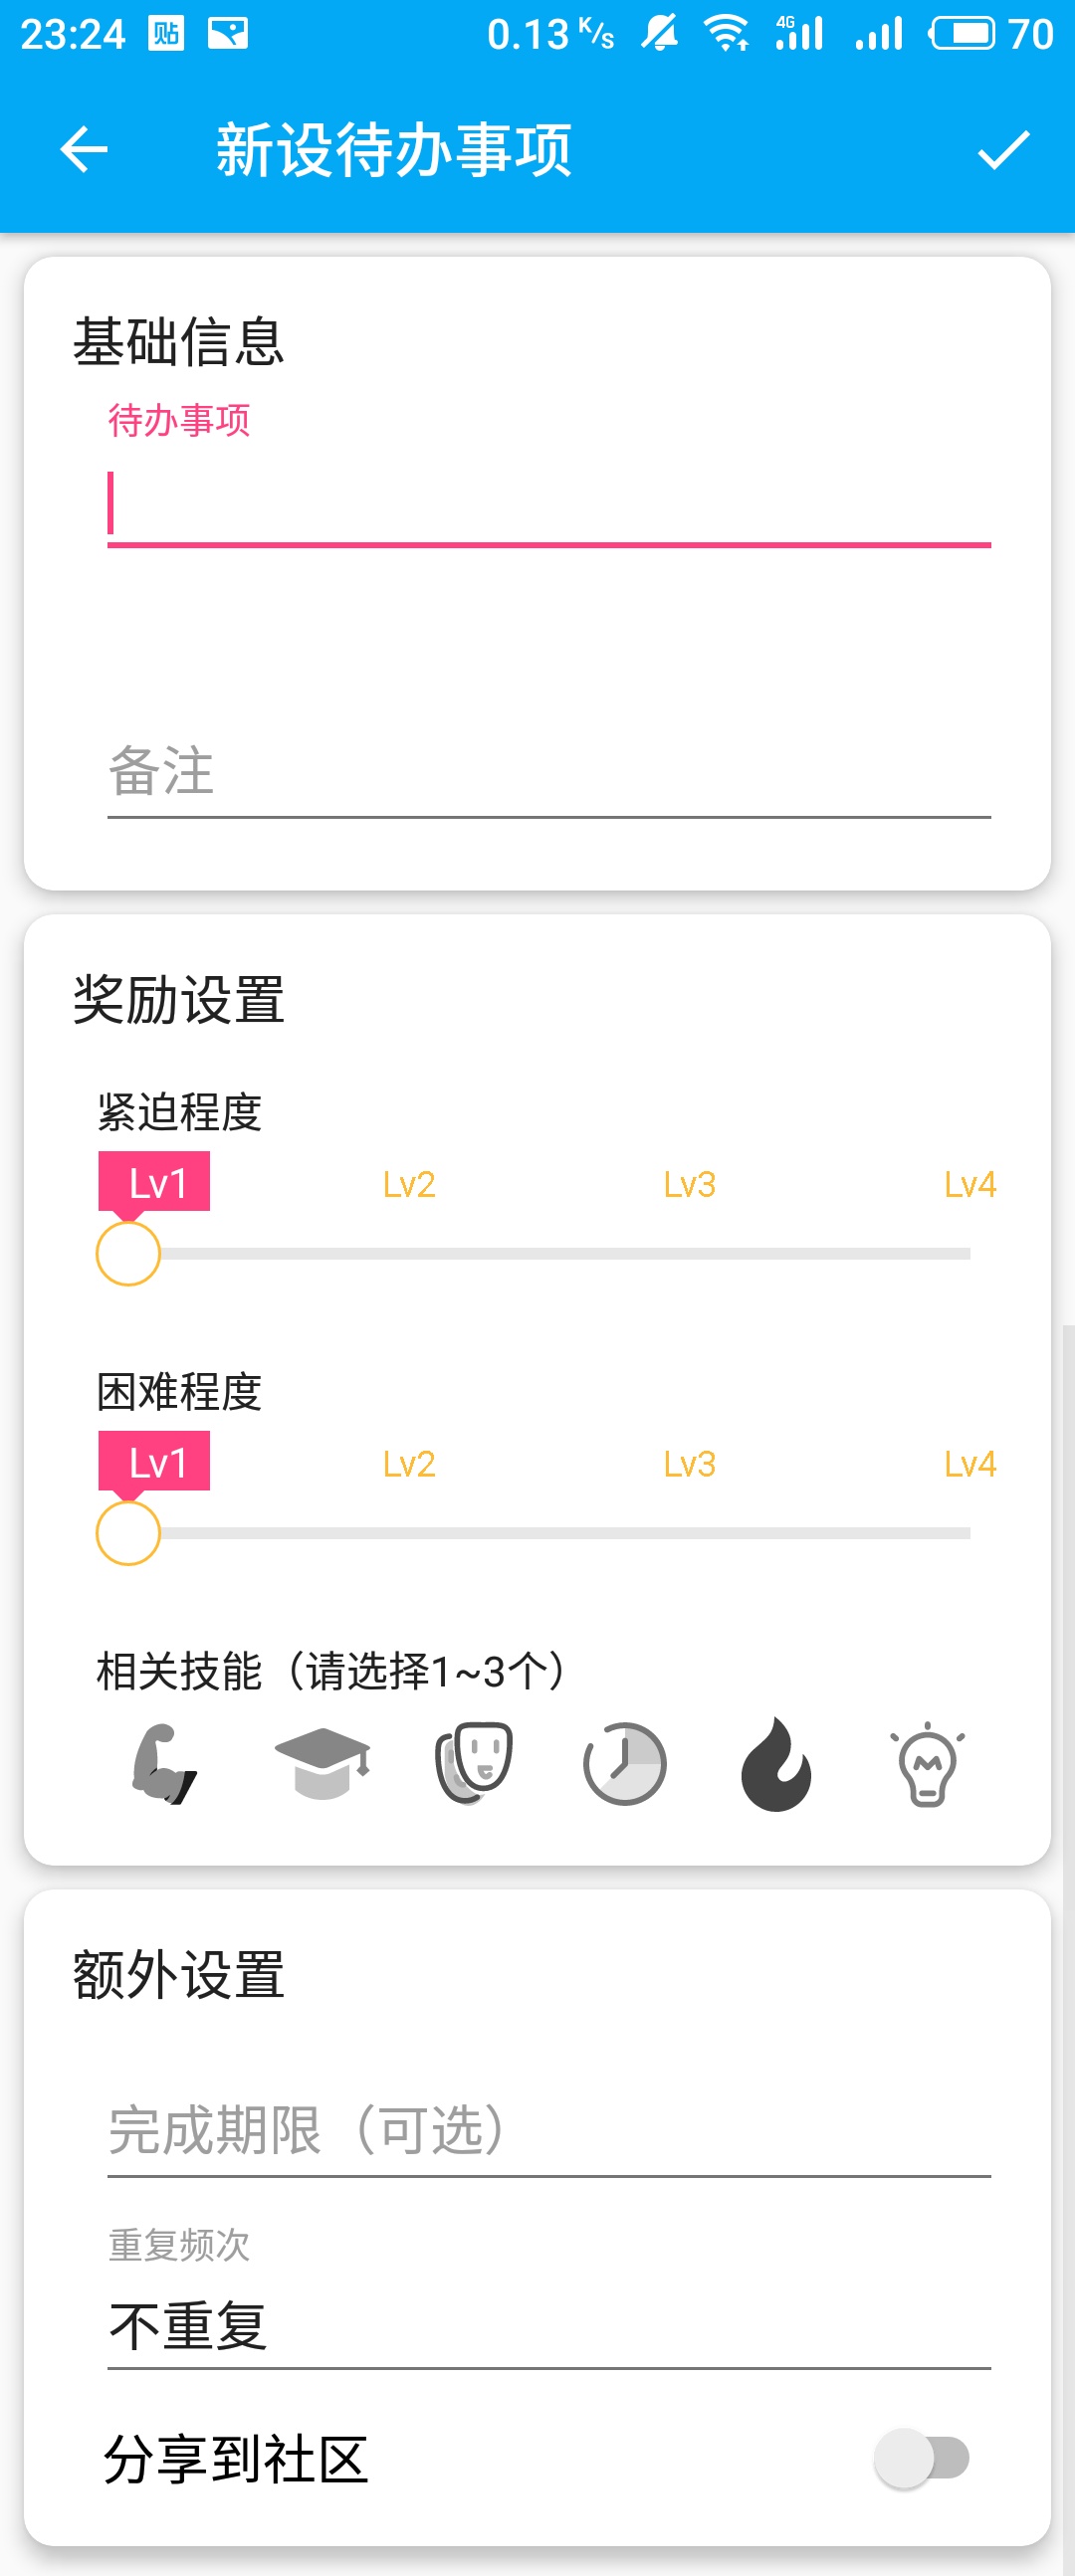 23:24 贴 0.13 K/s 4G 70
新设待办事项
基础信息
待办事项
备注
奖励设置
紧迫程度
Lv1 Lv2 Lv3 Lv4
困难程度
Lv1 Lv2 Lv3 Lv4
相关技能（请选择1~3个）
额外设置
完成期限（可选）
重复频次
不重复
分享到社区